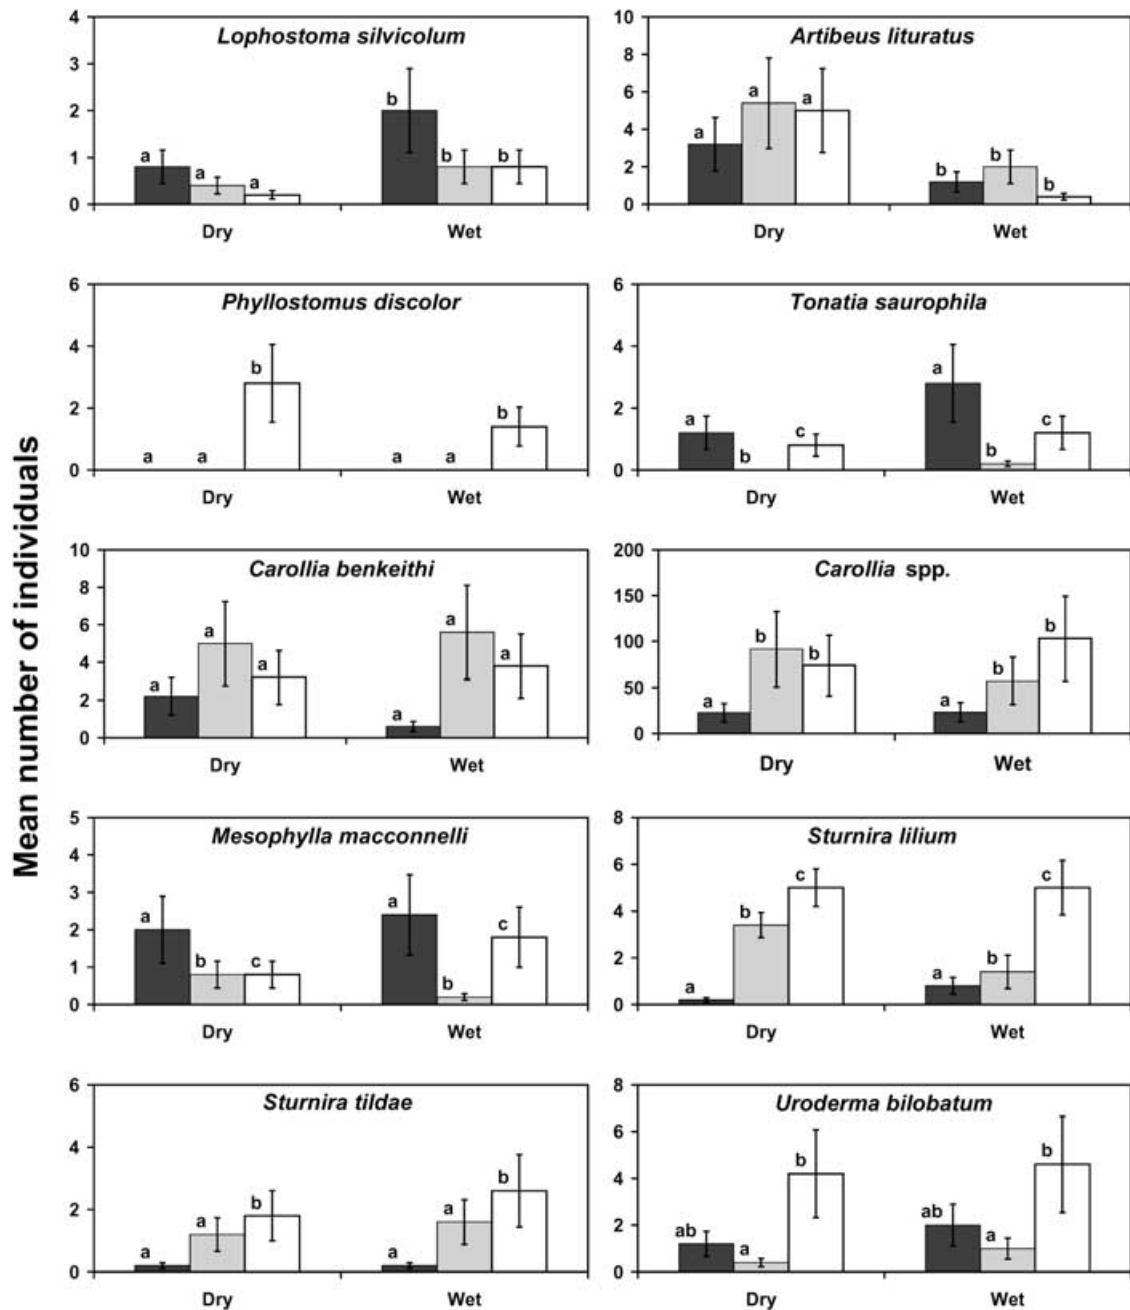 Mean number of individuals
Lophostoma silvicolum
4
3
2
1
0
a
a
a
b
b
b
Dry
Wet
Artibeus lituratus
10
8
6
4
2
0
a
a
a
b
b
b
Dry
Wet
Phyllostomus discolor
6
4
2
0
a
a
b
a
a
b
Dry
Wet
Tonatia saurophila
6
4
2
0
a
b
c
a
b
c
Dry
Wet
Carollia benkeithi
10
8
6
4
2
0
a
a
a
a
a
a
Dry
Wet
Carollia spp.
200
150
100
50
0
a
b
b
a
b
b
Dry
Wet
Mesophylla macconnelli
5
4
3
2
1
0
a
b
c
a
b
c
Dry
Wet
Sturnira lilium
8
6
4
2
0
a
b
c
a
b
c
Dry
Wet
Sturnira tildae
6
4
2
0
a
a
b
a
a
b
Dry
Wet
Uroderma bilobatum
8
6
4
2
0
ab
a
b
ab
a
b
Dry
Wet